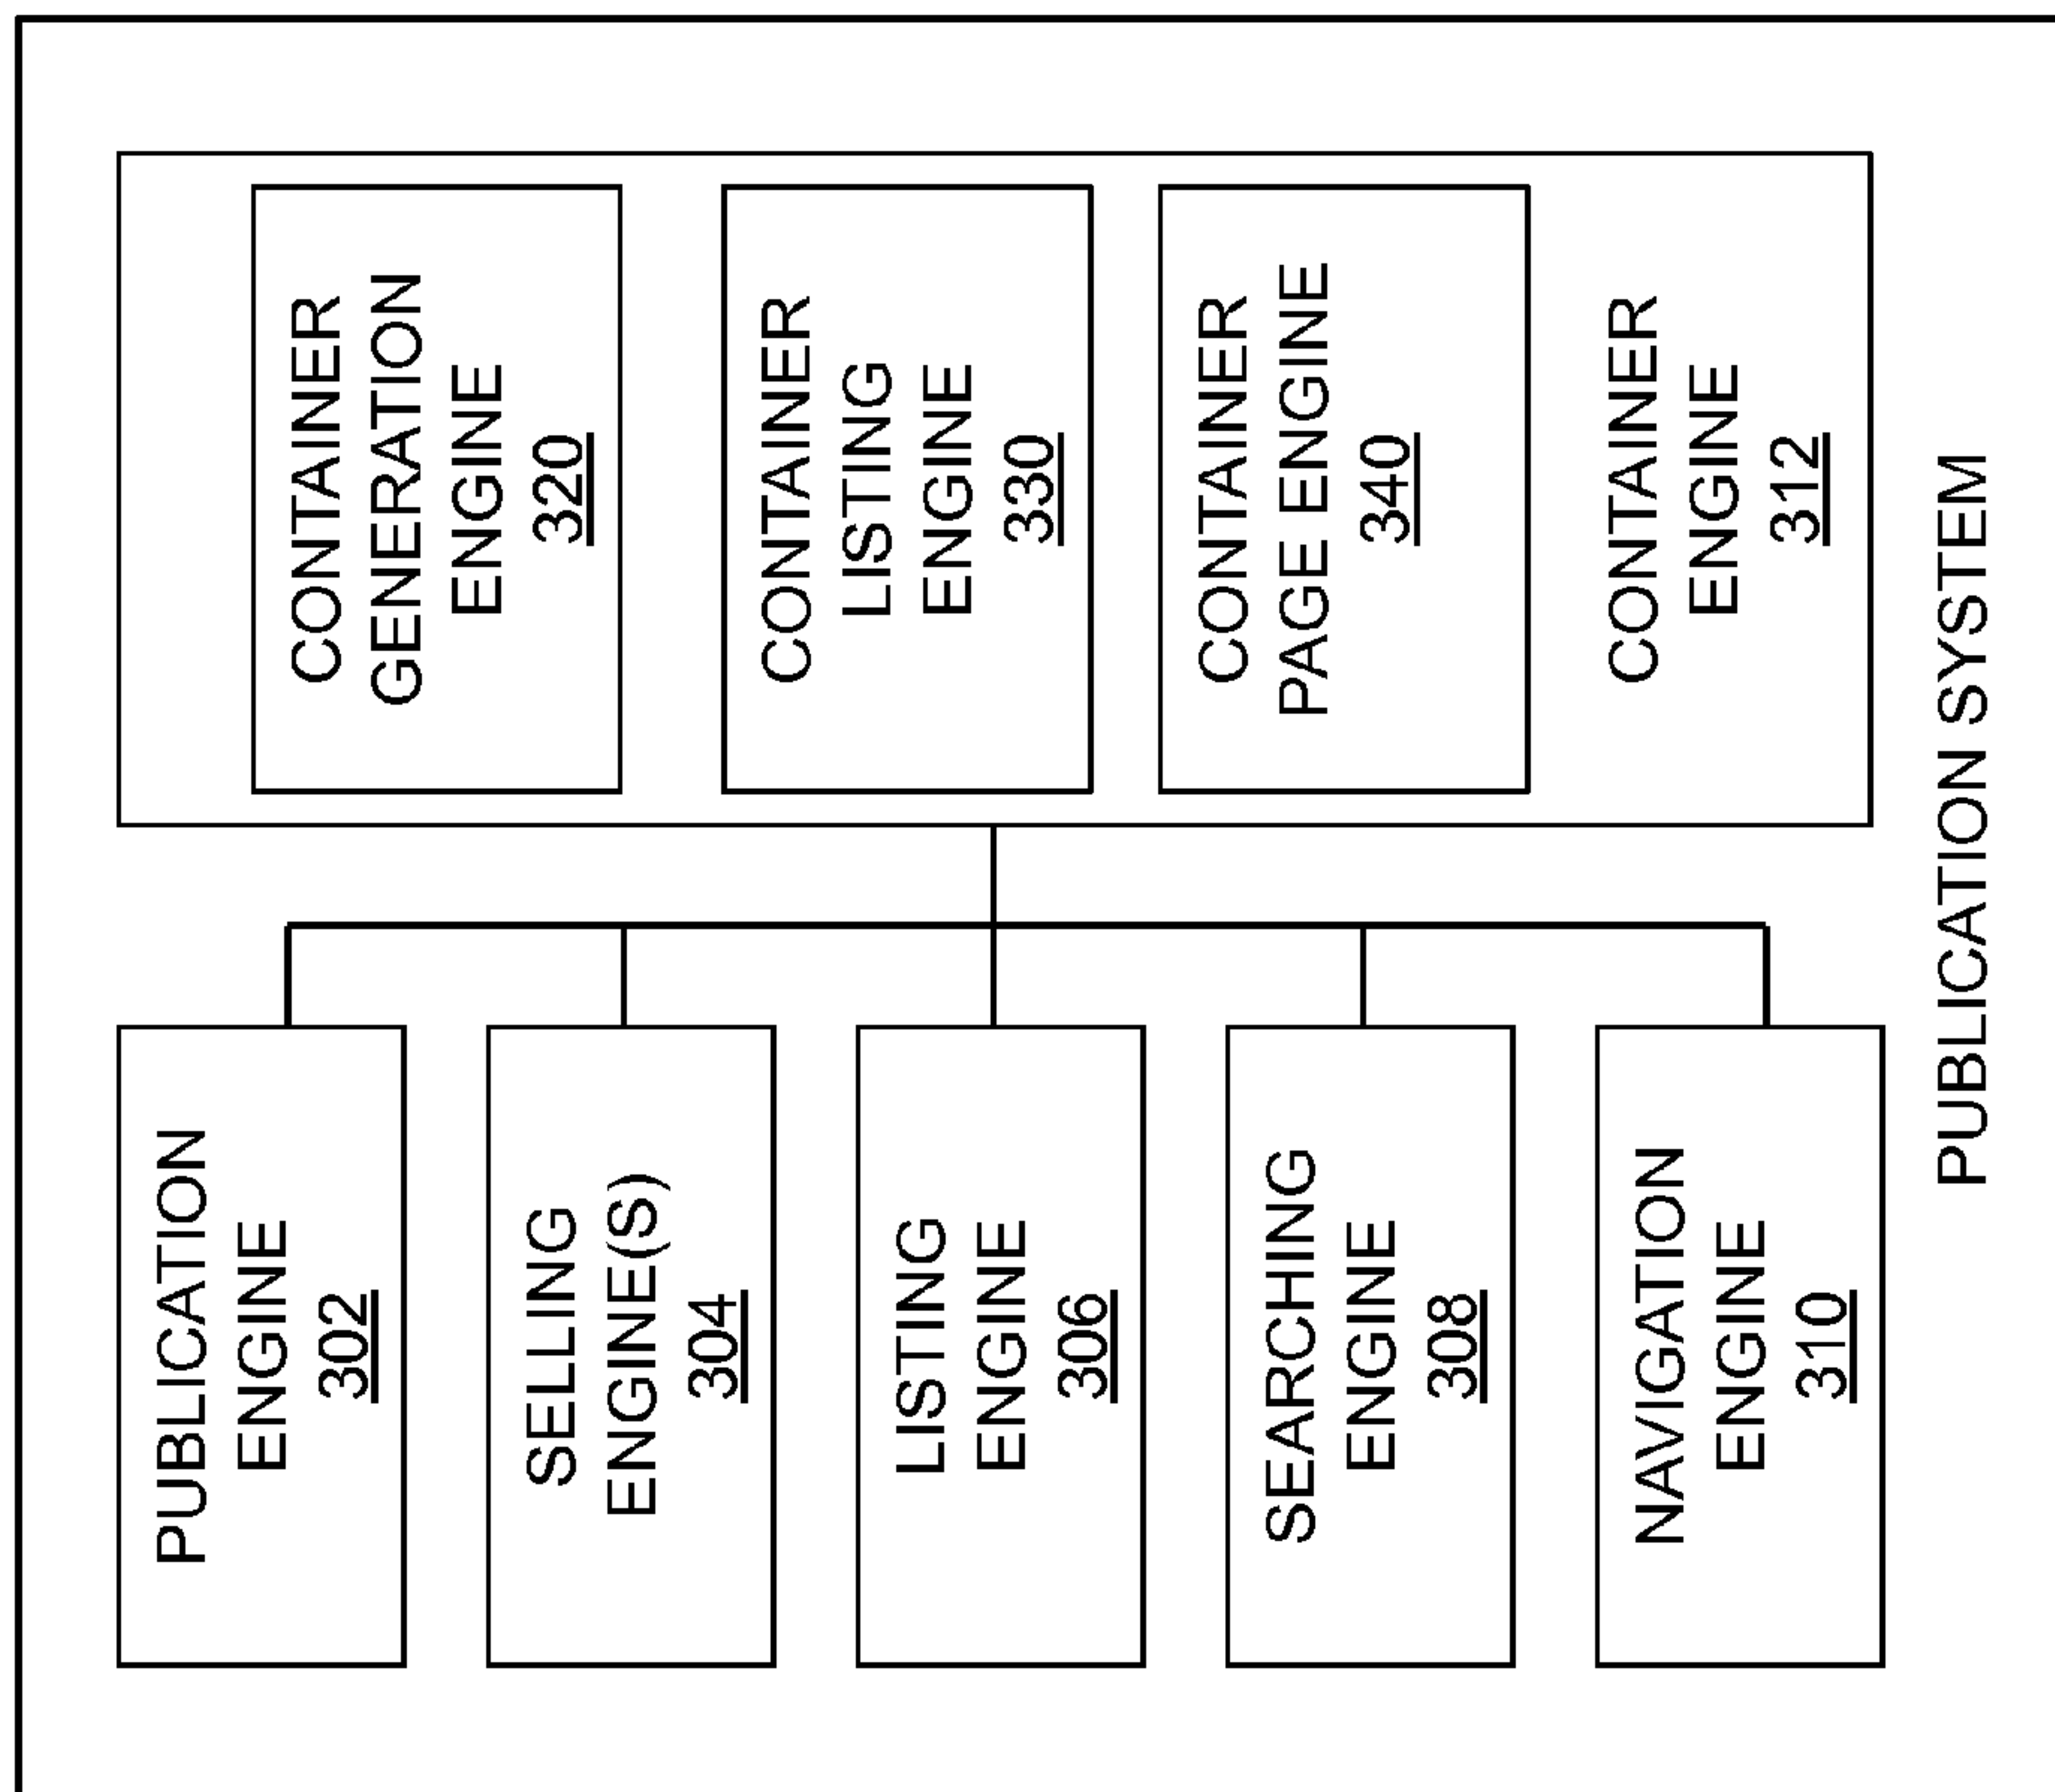 PUBLICATION
ENGINE
302
SELLING
ENGINE(S)
304
LISTING
ENGINE
306
SEARCHING
ENGINE
308
NAVIGATION
ENGINE
310
CONTAINER
GENERATION
ENGINE
320
CONTAINER
LISTING
ENGINE
330
CONTAINER
PAGE ENGINE
340
CONTAINER
ENGINE
312
PUBLICATION SYSTEM